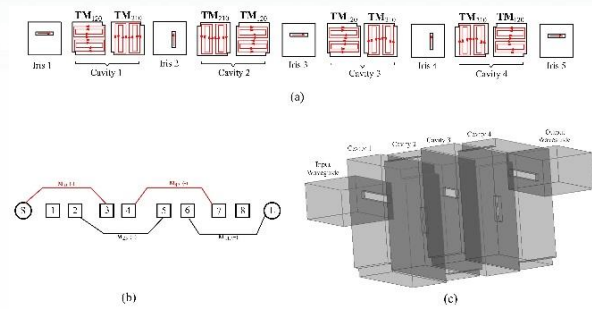 TM120 TM210 TM210 TM120 TM120 TM210 TM210 TM120
Iris 1 Iris 2 Iris 3 Iris 4 Iris 5
Cavity 1 Cavity 2 Cavity 3 Cavity 4
(a)
S 1 2 3 4 5 6 7 8 L
(b)
Cavity 1 Cavity 2 Cavity 3 Cavity 4
Input
Waveguide
Output
Waveguide
(c)